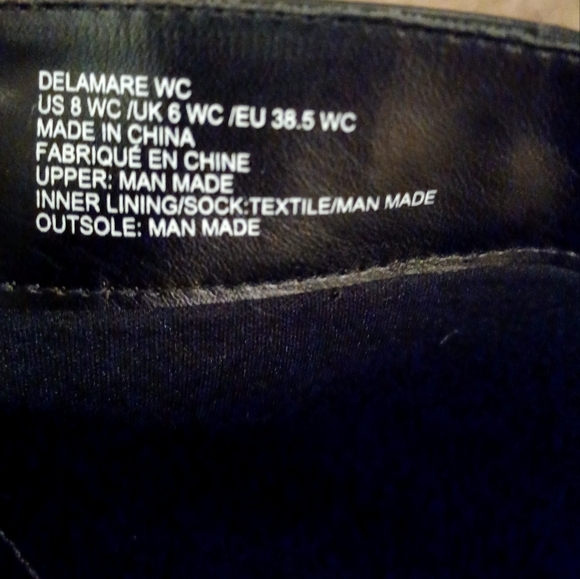 DELAMARE WC
US 8 WC /UK 6 WC /EU 38.5 WC
MADE IN CHINA
FABRIQUÉ EN CHINE
UPPER: MAN MADE
INNER LINING/SOCK:TEXTILE/MAN MADE
OUTSOLE: MAN MADE